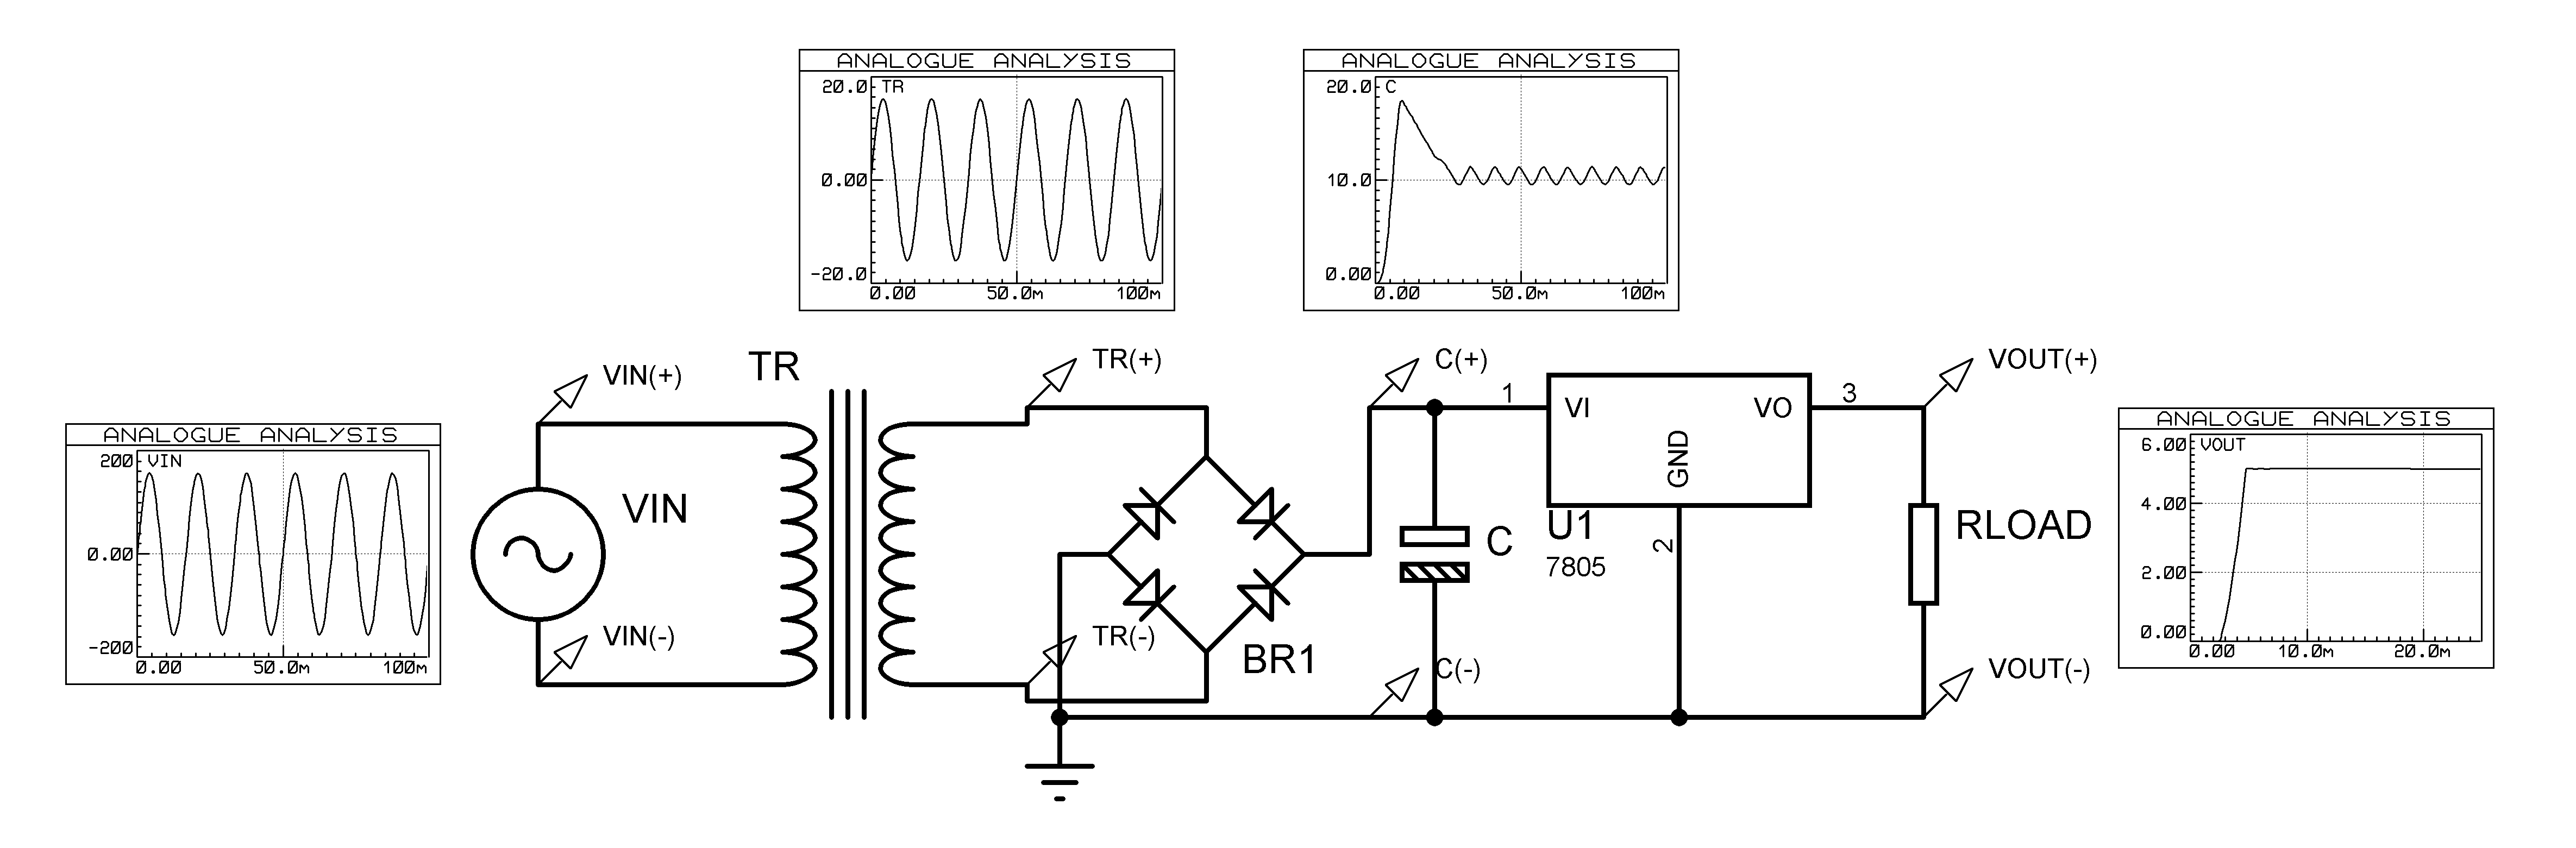 ANALOGUE ANALYSIS
20.0
TR
0.00
-20.0
0.00 50.0m 100m
ANALOGUE ANALYSIS
20.0
C
10.0
0.00
0.00 50.0m 100m
ANALOGUE ANALYSIS
200
VIN
0.00
-200
0.00 50.0m 100m
VIN(+)
VIN
VIN(-)
TR
TR(+)
TR(-)
BR1
C(+)
C
C(-)
1
VI
VO
GND
3
2
U1
7805
VOUT(+)
RLOAD
VOUT(-)
ANALOGUE ANALYSIS
6.00
VOUT
4.00
2.00
0.00
0.00 10.0m 20.0m